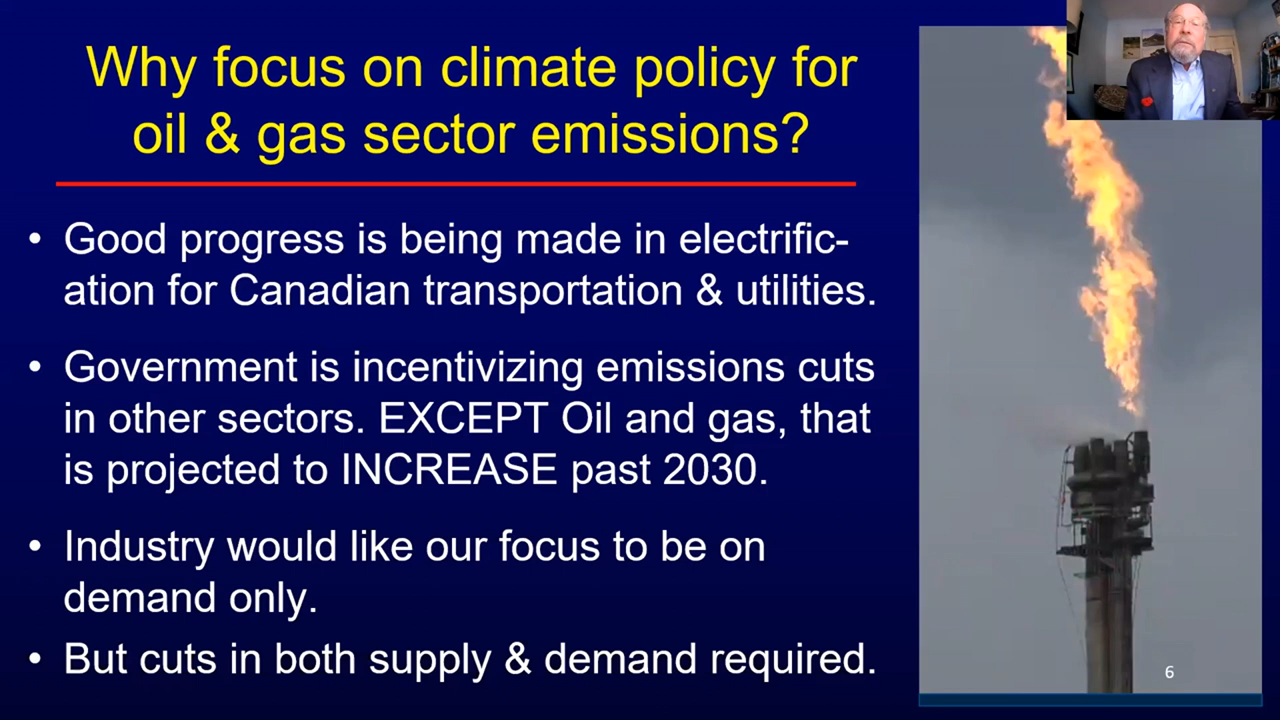 Why focus on climate policy for
oil & gas sector emissions?
• Good progress is being made in electrific-
ation for Canadian transportation & utilities.
• Government is incentivizing emissions cuts
in other sectors. EXCEPT Oil and gas, that
is projected to INCREASE past 2030.
• Industry would like our focus to be on
demand only.
• But cuts in both supply & demand required.
6